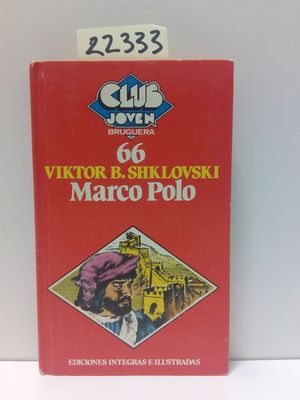 22333
CLUB
JOVEN
BRUGUERA
66
VIKTOR B. SHKLOVSKI
Marco Polo
EDICIONES INTEGRAS E ILUSTRADAS